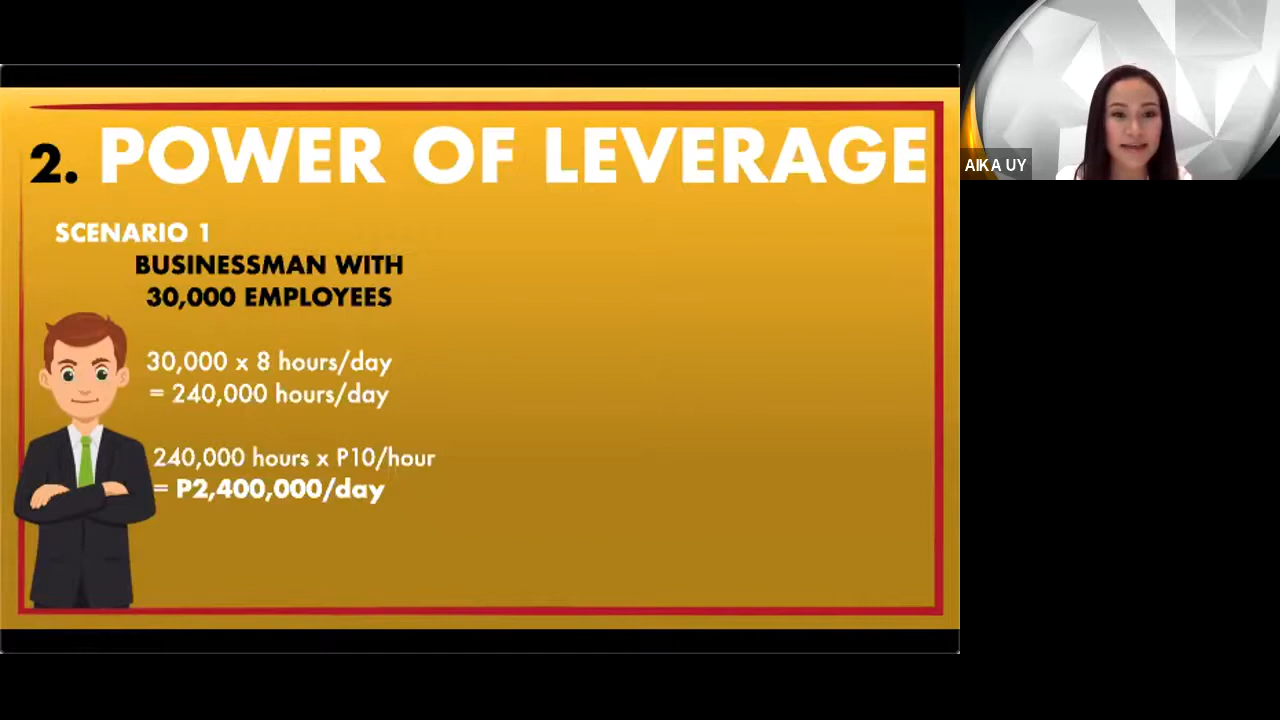 2. POWER OF LEVERAGE
SCENARIO 1
BUSINESSMAN WITH
30,000 EMPLOYEES
30,000 x 8 hours/day
= 240,000 hours/day
240,000 hours x P10/hour
= P2,400,000/day
AIKA UY